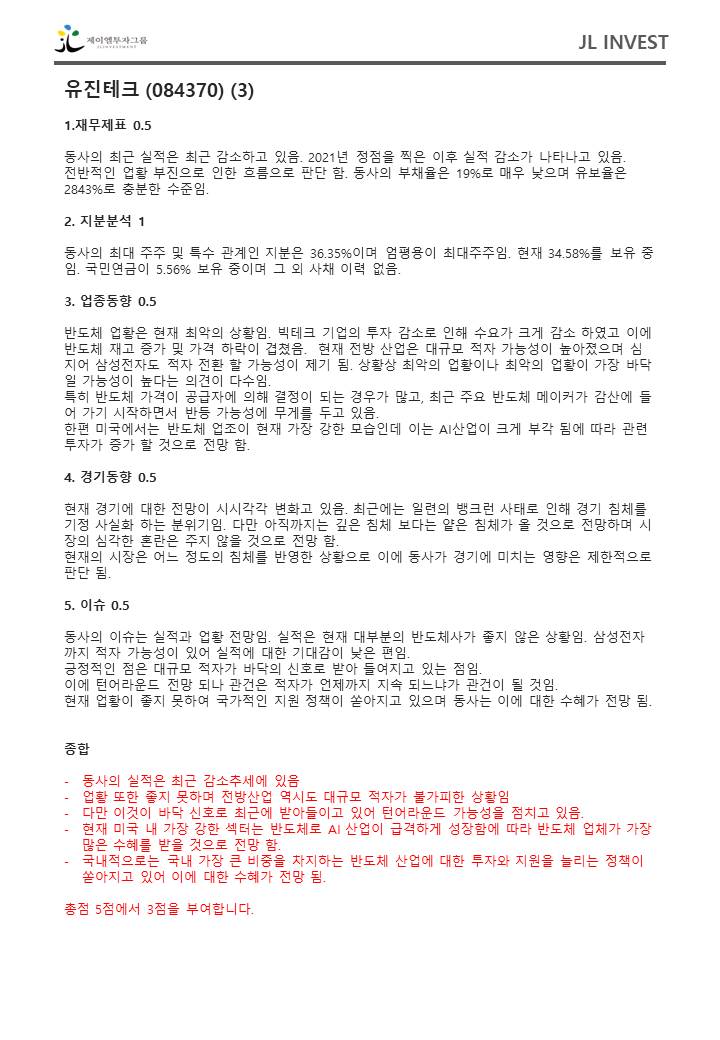 제이엘투자그룹
JLINVESTMENT
JL INVEST
유진테크 (084370) (3)
1.재무제표 0.5
동사의 최근 실적은 최근 감소하고 있음. 2021년 정점을 찍은 이후 실적 감소가 나타나고 있음.
전반적인 업황 부진으로 인한 흐름으로 판단 함. 동사의 부채율은 19%로 매우 낮으며 유보율은
2843%로 충분한 수준임.
2. 지분분석 1
동사의 최대 주주 및 특수 관계인 지분은 36.35%이며 엄평용이 최대주주임. 현재 34.58%를 보유 중
임. 국민연금이 5.56% 보유 중이며 그 외 사채 이력 없음.
3. 업종동향 0.5
반도체 업황은 현재 최악의 상황임. 빅테크 기업의 투자 감소로 인해 수요가 크게 감소 하였고 이에
반도체 재고 증가 및 가격 하락이 겹쳤음. 현재 전방 산업은 대규모 적자 가능성이 높아졌으며 심
지어 삼성전자도 적자 전환 할 가능성이 제기 됨. 상황상 최악의 업황이나 최악의 업황이 가장 바닥
일 가능성이 높다는 의견이 다수임.
특히 반도체 가격이 공급자에 의해 결정이 되는 경우가 많고, 최근 주요 반도체 메이커가 감산에 들
어 가기 시작하면서 반등 가능성에 무게를 두고 있음.
한편 미국에서는 반도체 업조이 현재 가장 강한 모습인데 이는 AI산업이 크게 부각 됨에 따라 관련
투자가 증가 할 것으로 전망 함.
4. 경기동향 0.5
현재 경기에 대한 전망이 시시각각 변화고 있음. 최근에는 일련의 뱅크런 사태로 인해 경기 침체를
기정 사실화 하는 분위기임. 다만 아직까지는 깊은 침체 보다는 얕은 침체가 올 것으로 전망하며 시
장의 심각한 혼란은 주지 않을 것으로 전망 함.
현재의 시장은 어느 정도의 침체를 반영한 상황으로 이에 동사가 경기에 미치는 영향은 제한적으로
판단 됨.
5. 이슈 0.5
동사의 이슈는 실적과 업황 전망임. 실적은 현재 대부분의 반도체사가 좋지 않은 상황임. 삼성전자
까지 적자 가능성이 있어 실적에 대한 기대감이 낮은 편임.
긍정적인 점은 대규모 적자가 바닥의 신호로 받아 들여지고 있는 점임.
이에 턴어라운드 전망 되나 관건은 적자가 언제까지 지속 되느냐가 관건이 될 것임.
현재 업황이 좋지 못하여 국가적인 지원 정책이 쏟아지고 있으며 동사는 이에 대한 수혜가 전망 됨.
종합
- 동사의 실적은 최근 감소추세에 있음
- 업황 또한 좋지 못하며 전방산업 역시도 대규모 적자가 불가피한 상황임
- 다만 이것이 바닥 신호로 최근에 받아들이고 있어 턴어라운드 가능성을 점치고 있음.
- 현재 미국 내 가장 강한 섹터는 반도체로 AI 산업이 급격하게 성장함에 따라 반도체 업체가 가장
많은 수혜를 받을 것으로 전망 함.
- 국내적으로는 국내 가장 큰 비중을 차지하는 반도체 산업에 대한 투자와 지원을 늘리는 정책이
쏟아지고 있어 이에 대한 수혜가 전망 됨.
총점 5점에서 3점을 부여합니다.